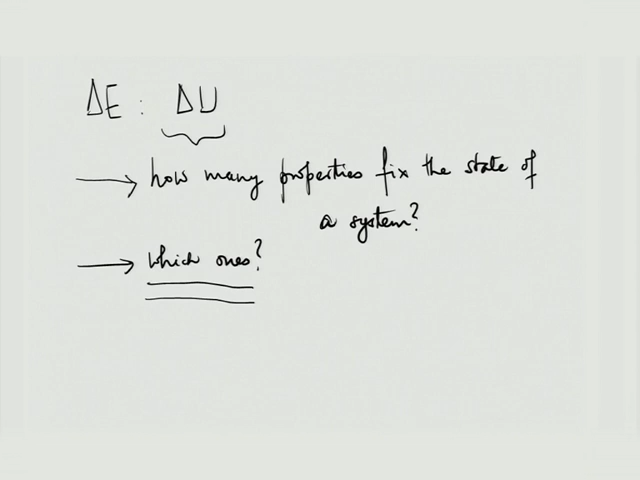 ΔE : ΔU
→ how many properties fix the state of
a system?
→ which ones?